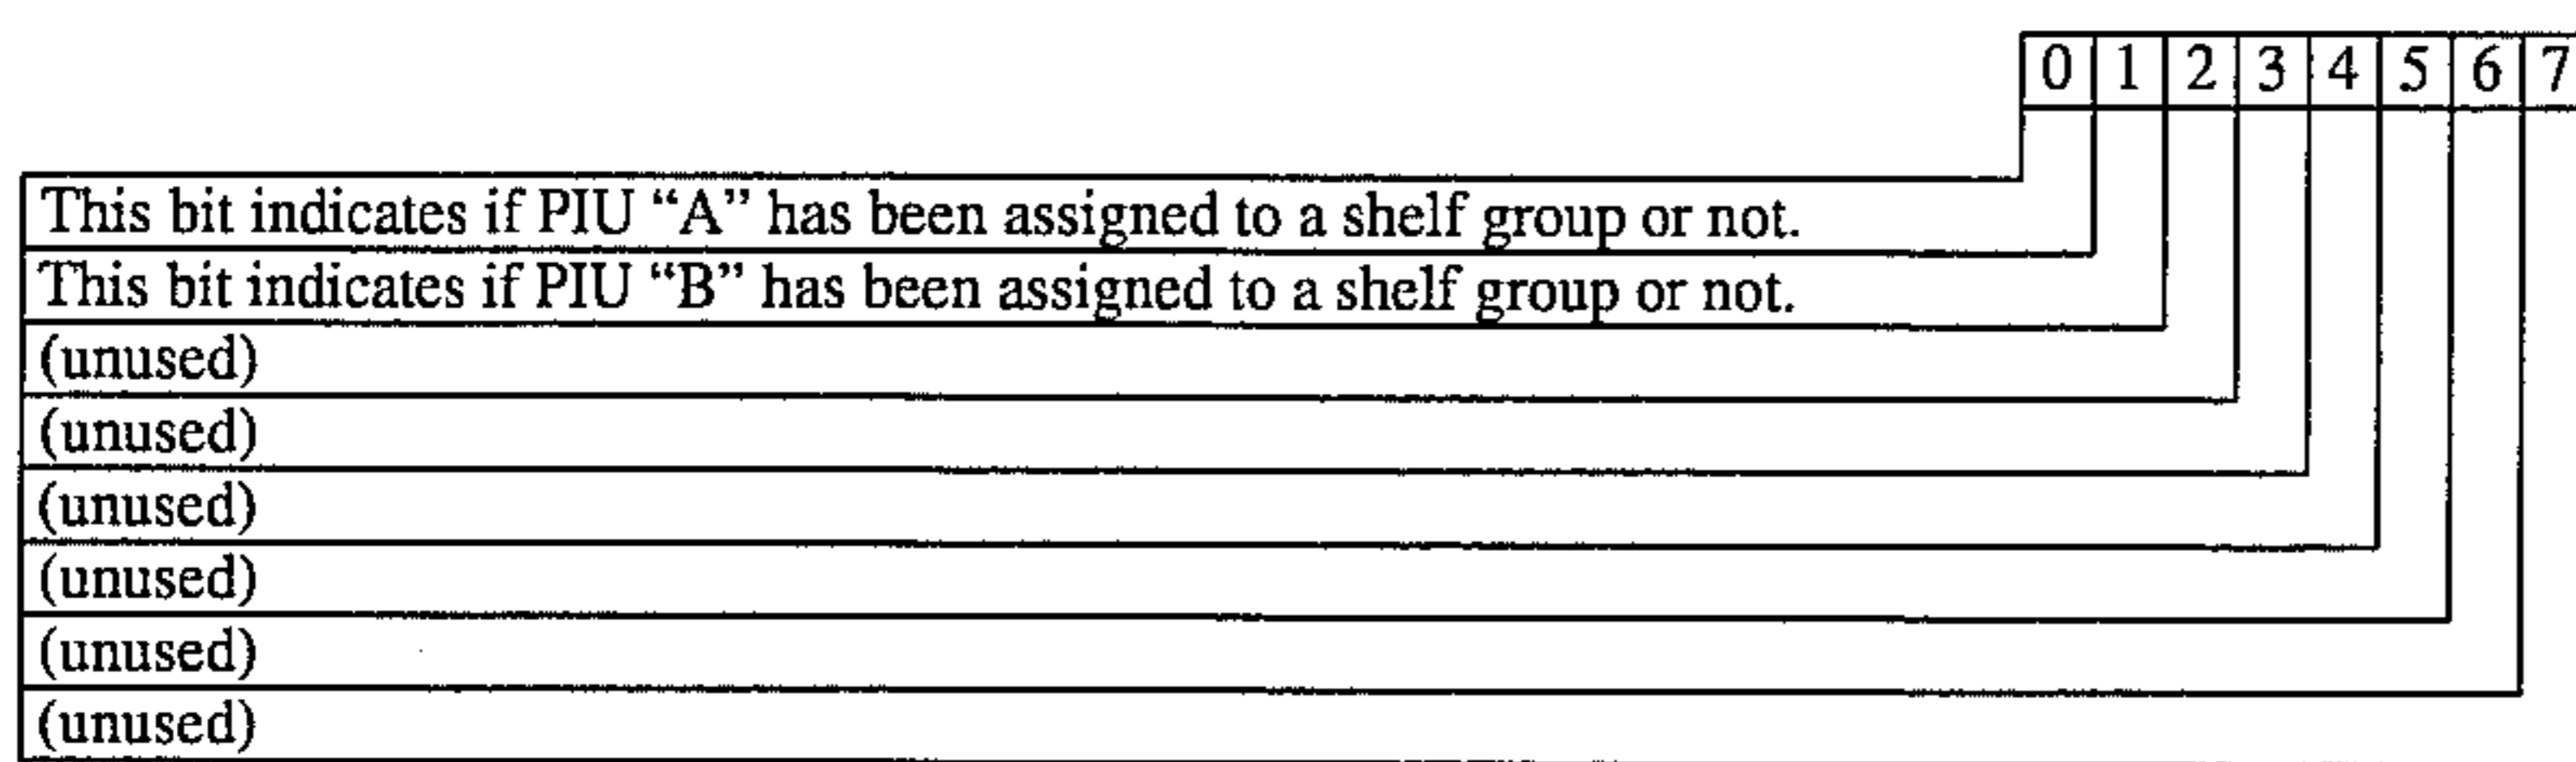 0 1 2 3 4 5 6 7
This bit indicates if PIU “A” has been assigned to a shelf group or not.
This bit indicates if PIU “B” has been assigned to a shelf group or not.
(unused)
(unused)
(unused)
(unused)
(unused)
(unused)